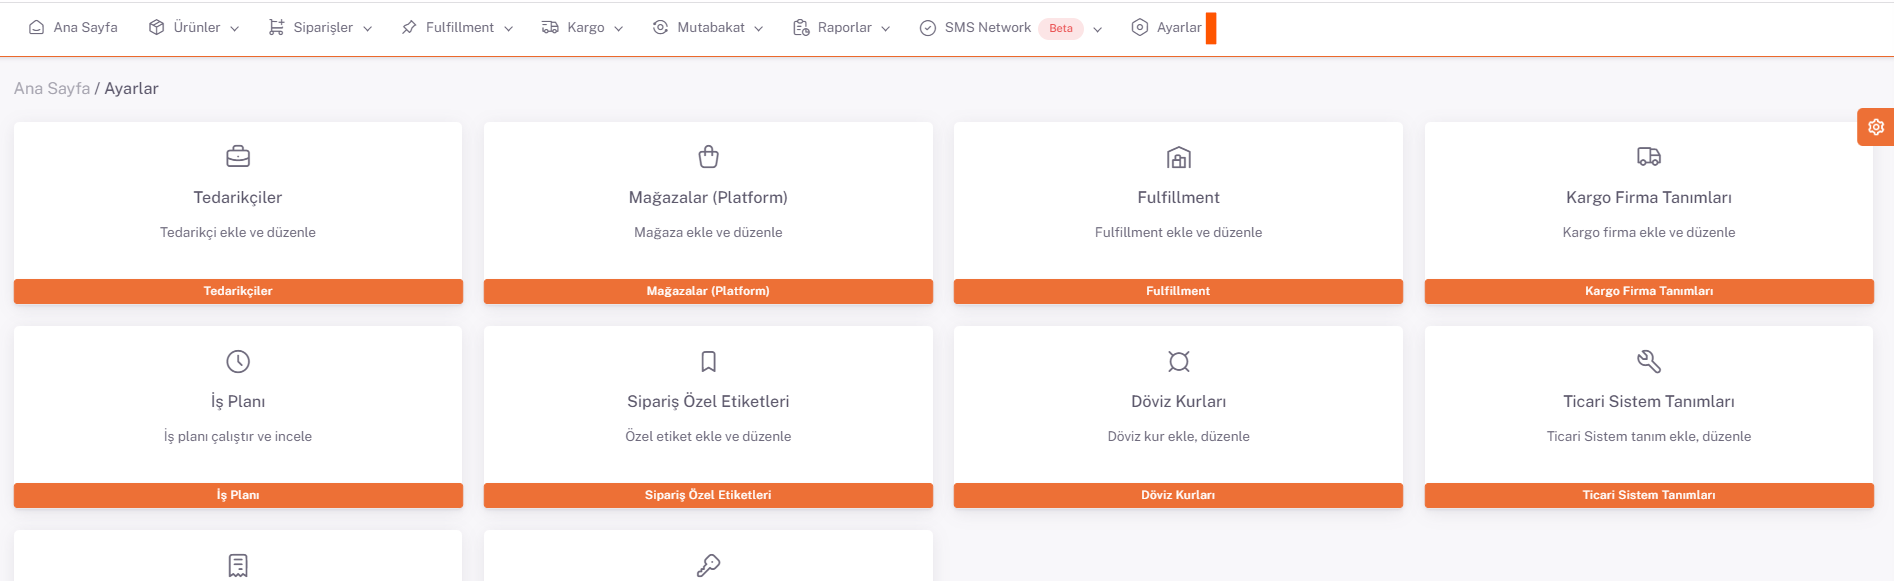 Ana Sayfa Ürünler Siparişler Fulfillment Kargo Mutabakat Raporlar SMS Network Beta Ayarlar
Ana Sayfa / Ayarlar
Tedarikçiler
Tedarikçi ekle ve düzenle
Tedarikçiler
Mağazalar (Platform)
Mağaza ekle ve düzenle
Mağazalar (Platform)
Fulfillment
Fulfillment ekle ve düzenle
Fulfillment
Kargo Firma Tanımları
Kargo firma ekle ve düzenle
Kargo Firma Tanımları
İş Planı
İş planı çalıştır ve incele
İş Planı
Sipariş Özel Etiketleri
Özel etiket ekle ve düzenle
Sipariş Özel Etiketleri
Döviz Kurları
Döviz kur ekle, düzenle
Döviz Kurları
Ticari Sistem Tanımları
Ticari Sistem tanım ekle, düzenle
Ticari Sistem Tanımları